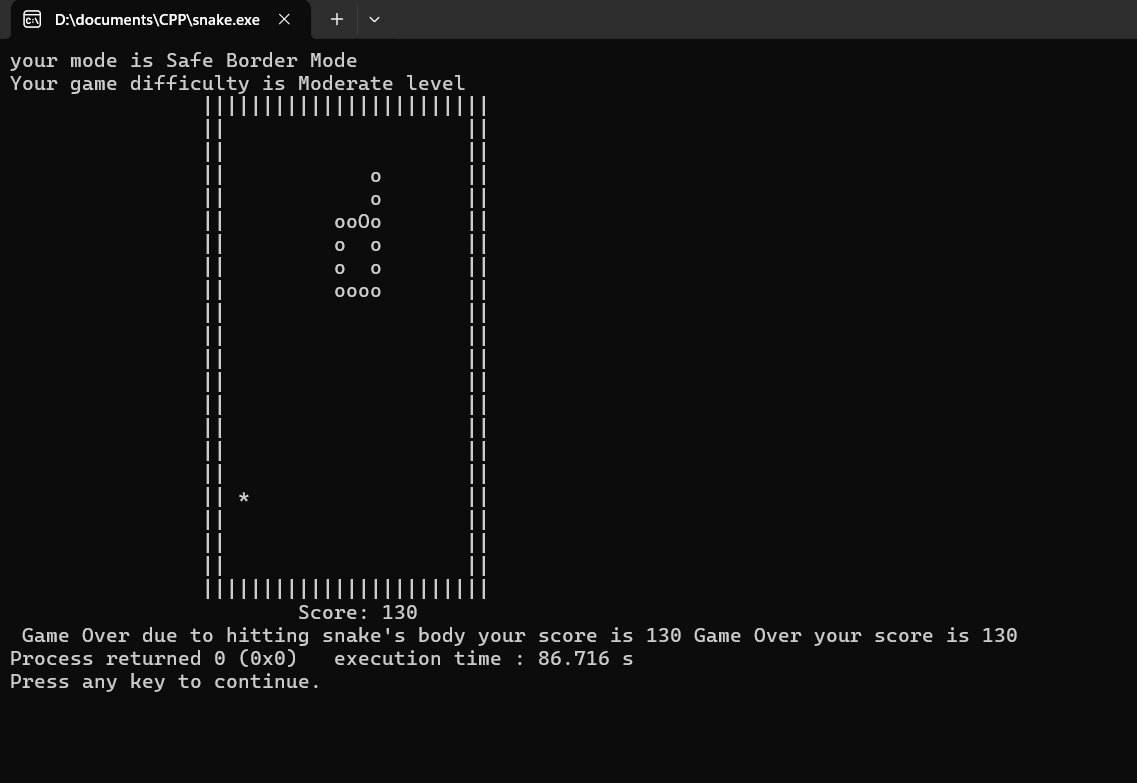 D:\documents\CPP\snake.exe
your mode is Safe Border Mode
Your game difficulty is Moderate level
||||||||||||||||||||||||
|| ||
|| ||
|| o ||
|| o ||
|| ooOo ||
|| o o ||
|| o o ||
|| oooo ||
|| ||
|| ||
|| ||
|| ||
|| ||
|| ||
|| ||
|| ||
|| * ||
|| ||
|| ||
|| ||
||||||||||||||||||||||||
Score: 130
Game Over due to hitting snake's body your score is 130 Game Over your score is 130
Process returned 0 (0x0)   execution time : 86.716 s
Press any key to continue.